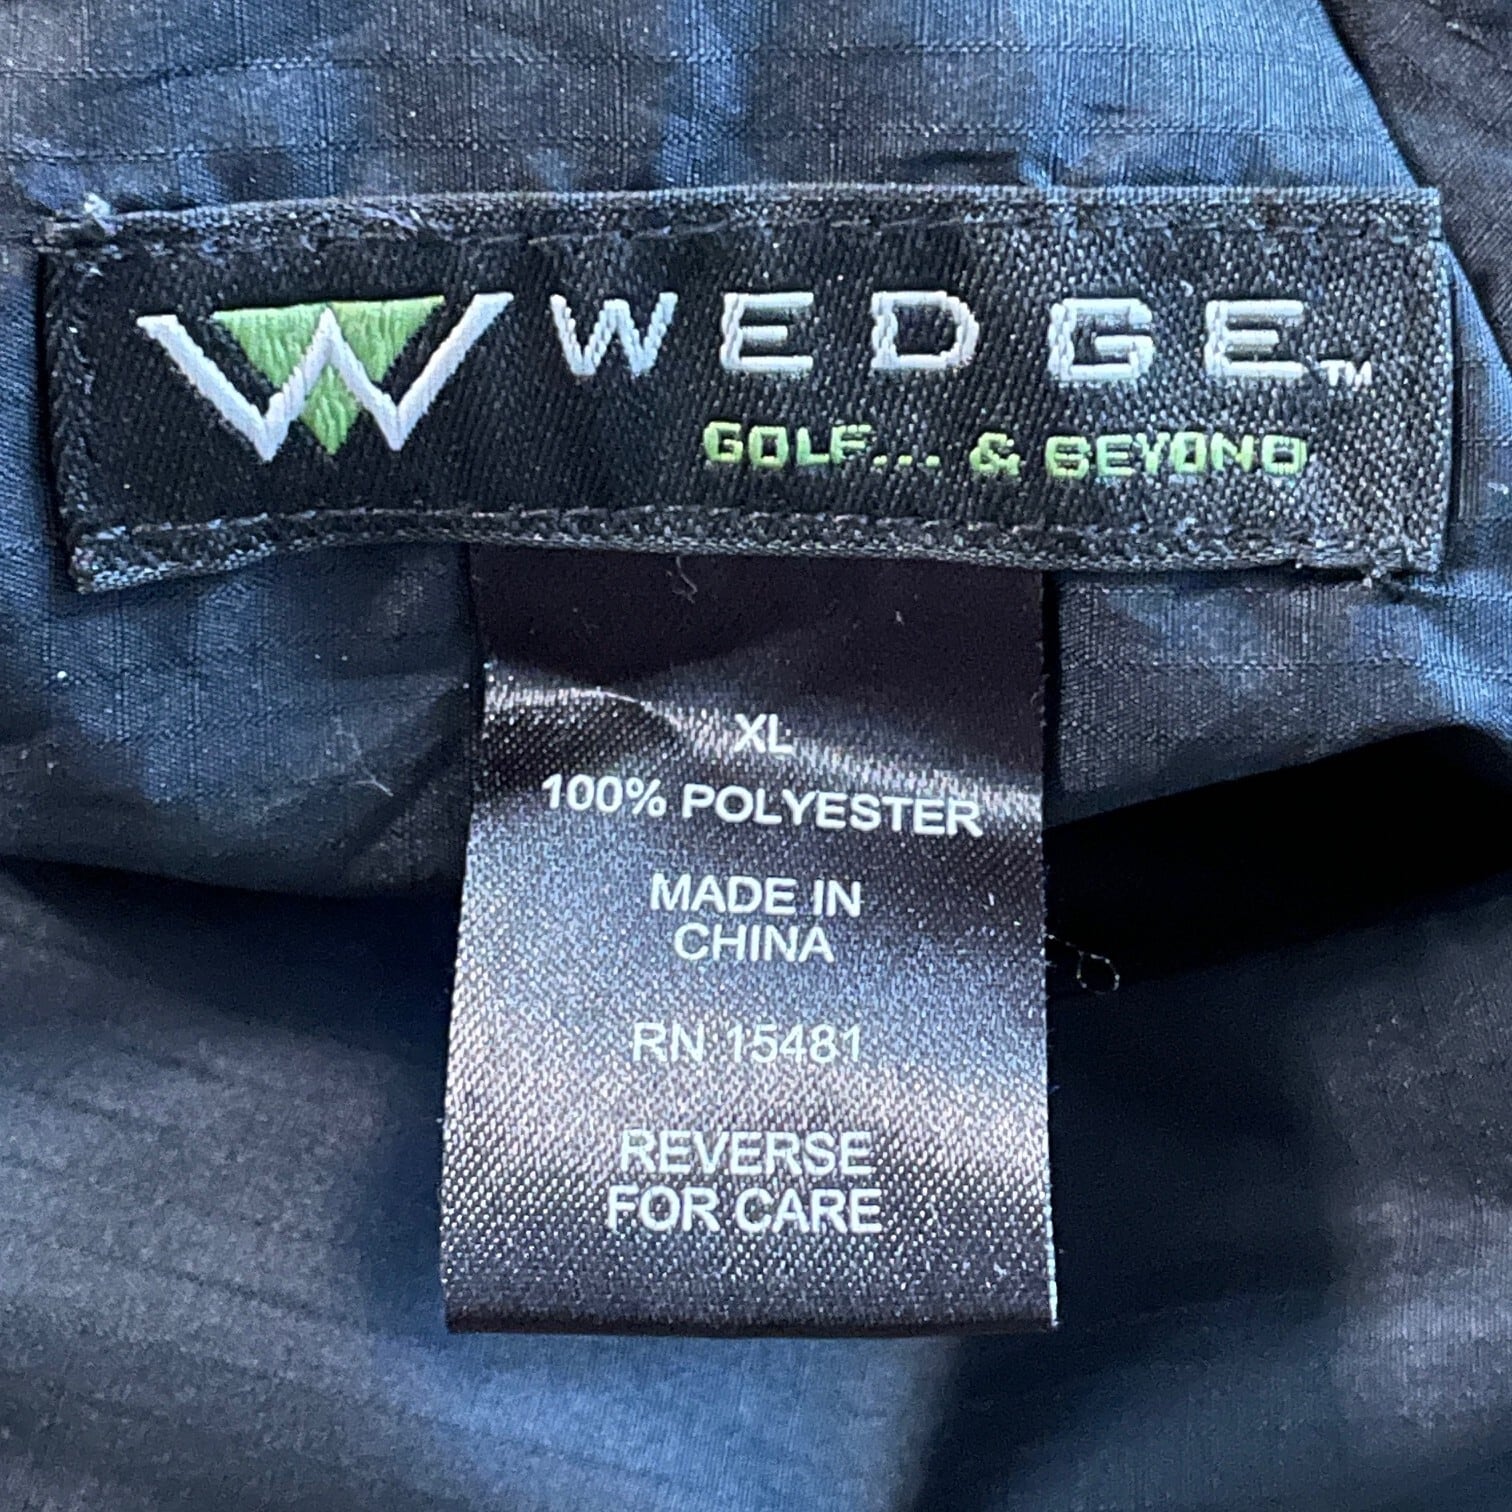 WEDGE™
GOLF... & BEYOND
XL
100% POLYESTER
MADE IN
CHINA
RN 15481
REVERSE
FOR CARE